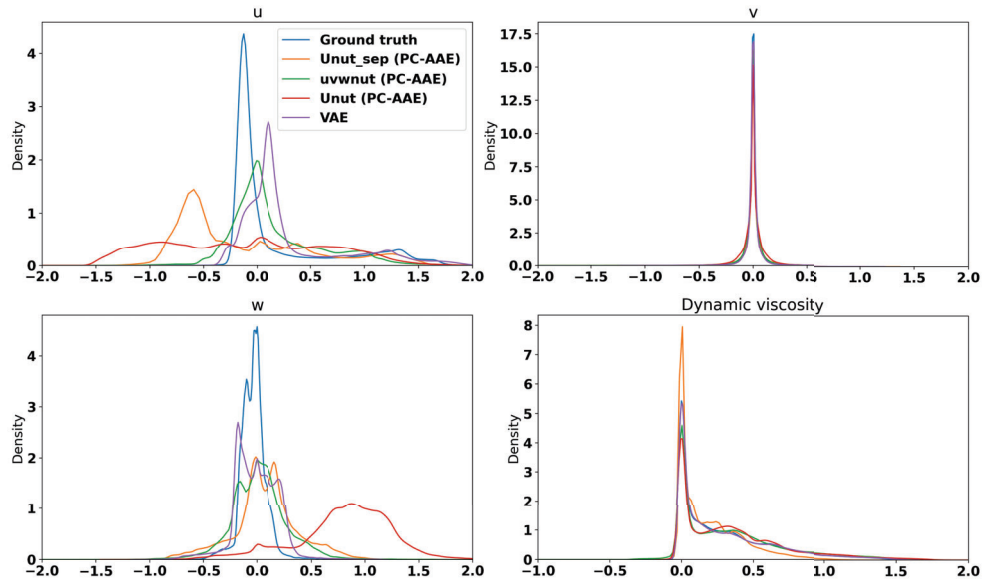 u
4
3
2
1
0
Density
-2.0 -1.5 -1.0 -0.5 0.0 0.5 1.0 1.5 2.0
Ground truth
Unut_sep (PC-AAE)
uvwnut (PC-AAE)
Unut (PC-AAE)
VAE
v
17.5
15.0
12.5
10.0
7.5
5.0
2.5
0.0
Density
-2.0 -1.5 -1.0 -0.5 0.0 0.5 1.0 1.5 2.0
w
4
3
2
1
0
Density
-2.0 -1.5 -1.0 -0.5 0.0 0.5 1.0 1.5 2.0
Dynamic viscosity
8
7
6
5
4
3
2
1
0
Density
-1.0 -0.5 0.0 0.5 1.0 1.5 2.0